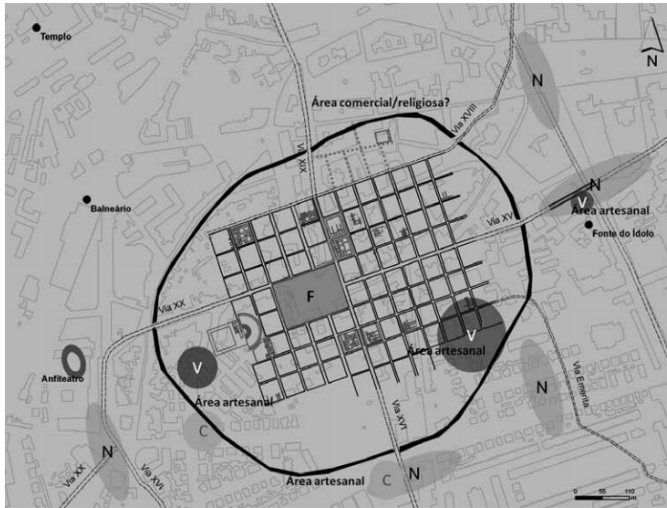 Templo
N
N
Área comercial/religiosa?
Via XVIII
Via XIX
N
V
Área artesanal
Balneário
Via XVII
Fonte do Ídolo
F
Via XX
V
Área artesanal
Anfiteatro
V
Área artesanal
N
Via Emerita
C
Via XVI
N
Via XX
Via XVI
Área artesanal
C
N
0
55
110